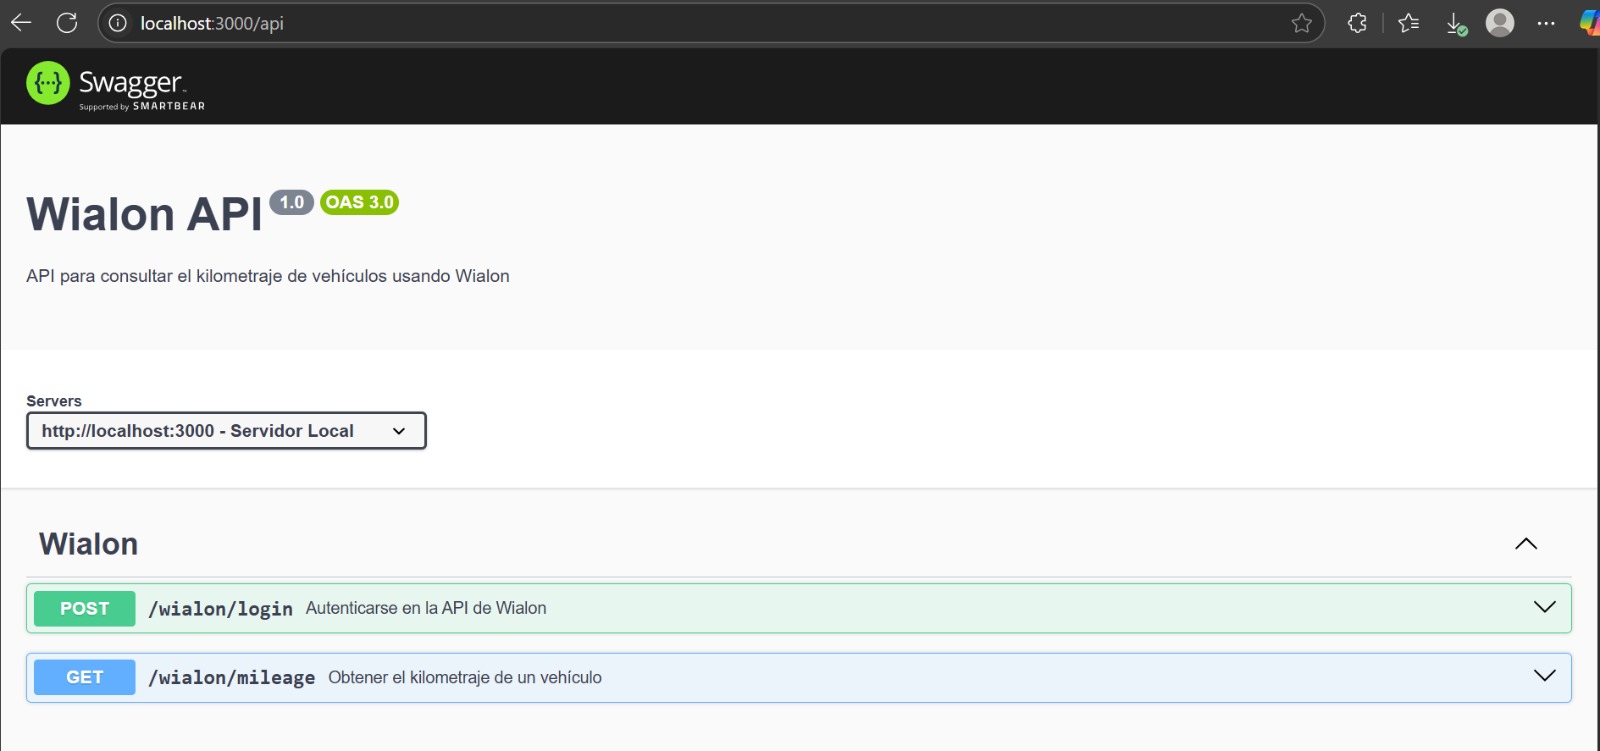 localhost:3000/api
Swagger
Supported by SMARTBEAR
Wialon API 1.0 OAS 3.0
API para consultar el kilometraje de vehículos usando Wialon
Servers
http://localhost:3000 - Servidor Local
Wialon
POST /wialon/login Autenticarse en la API de Wialon
GET /wialon/mileage Obtener el kilometraje de un vehículo